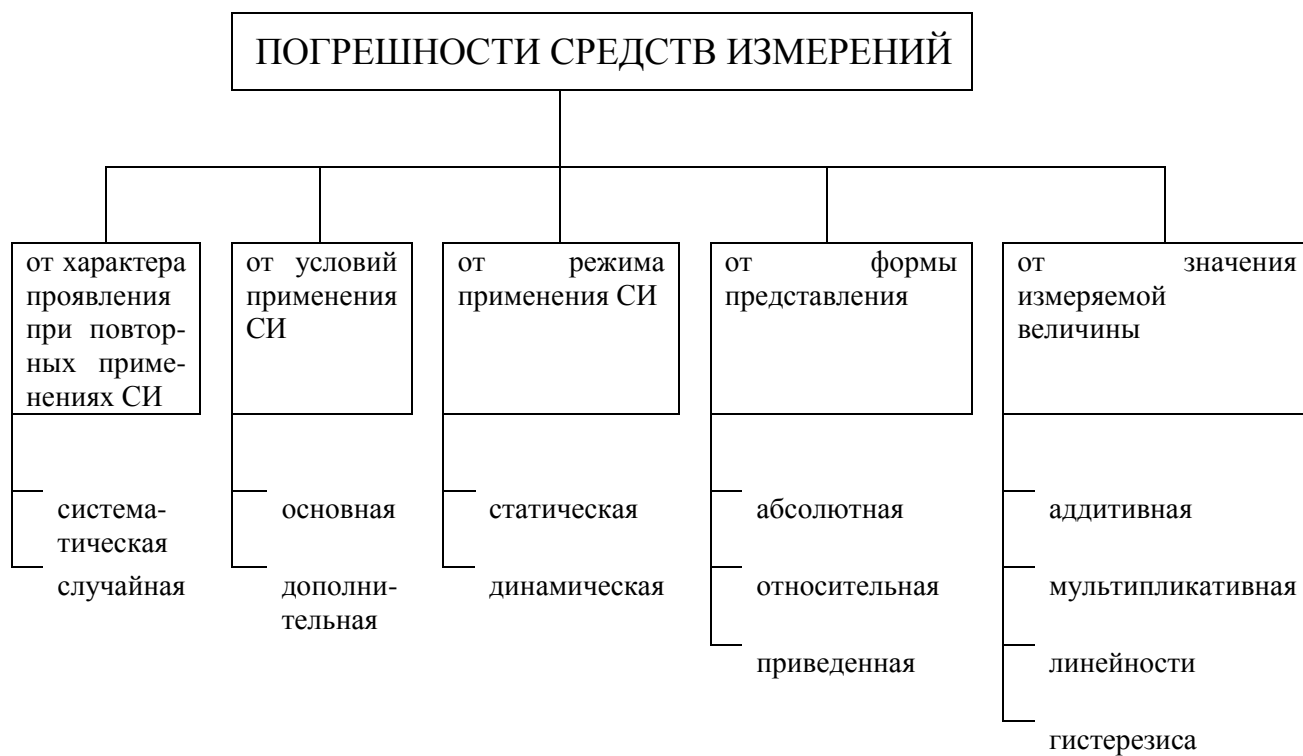 ПОГРЕШНОСТИ СРЕДСТВ ИЗМЕРЕНИЙ
от характера
проявления
при повтор-
ных приме-
нениях СИ
от условий
применения
СИ
от режима
применения СИ
от формы
представления
от значения
измеряемой
величины
система-
тическая
случайная
основная
дополни-
тельная
статическая
динамическая
абсолютная
относительная
приведенная
аддитивная
мультипликативная
линейности
гистерезиса